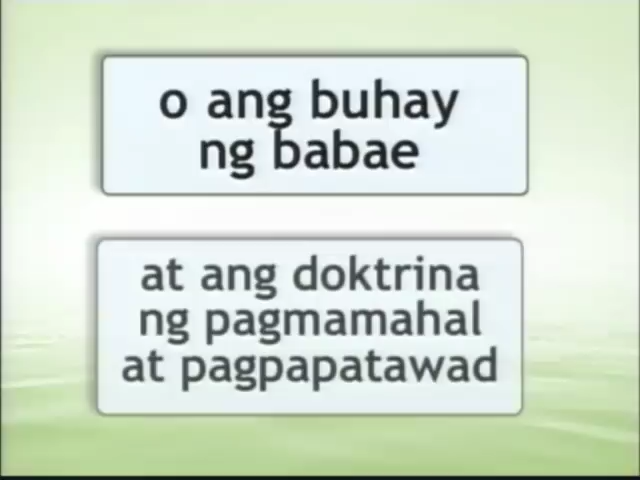 o ang buhay
ng babae
at ang doktrina
ng pagmamahal
at pagpapatawad